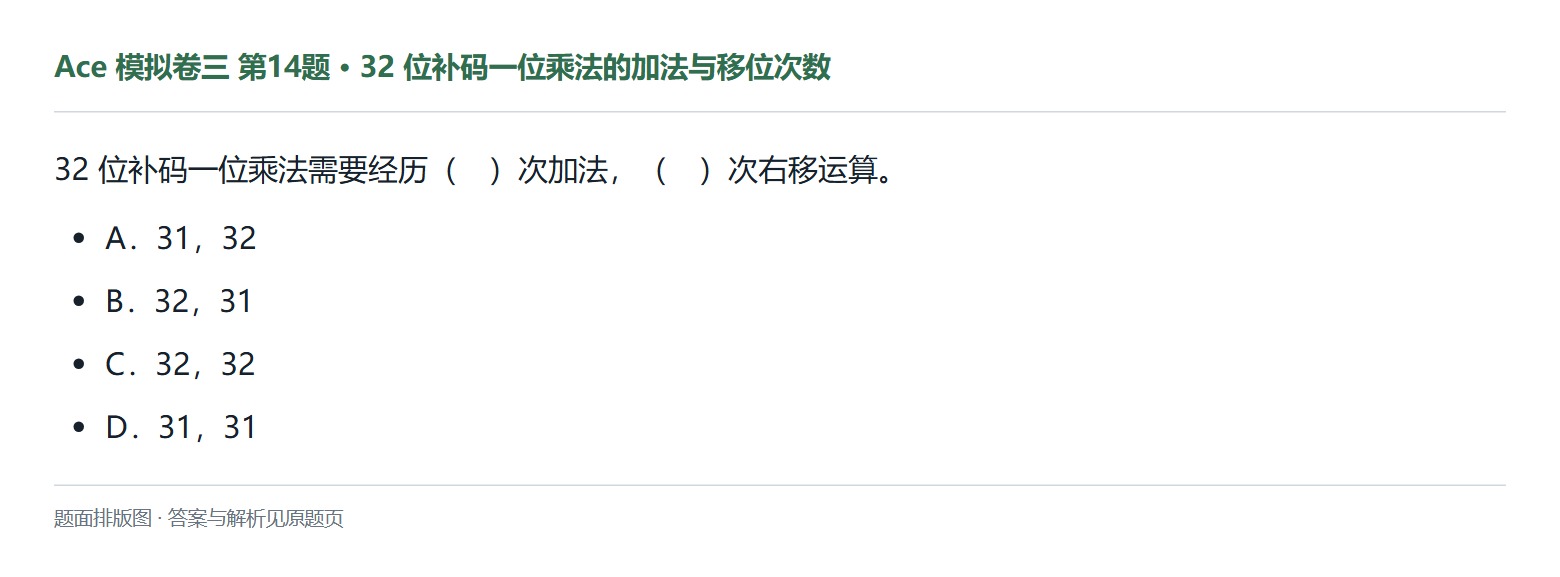 Ace 模拟卷三 第14题 · 32 位补码一位乘法的加法与移位次数
32 位补码一位乘法需要经历（　）次加法，（　）次右移运算。
• A．31，32
• B．32，31
• C．32，32
• D．31，31
题面排版图 · 答案与解析见原题页